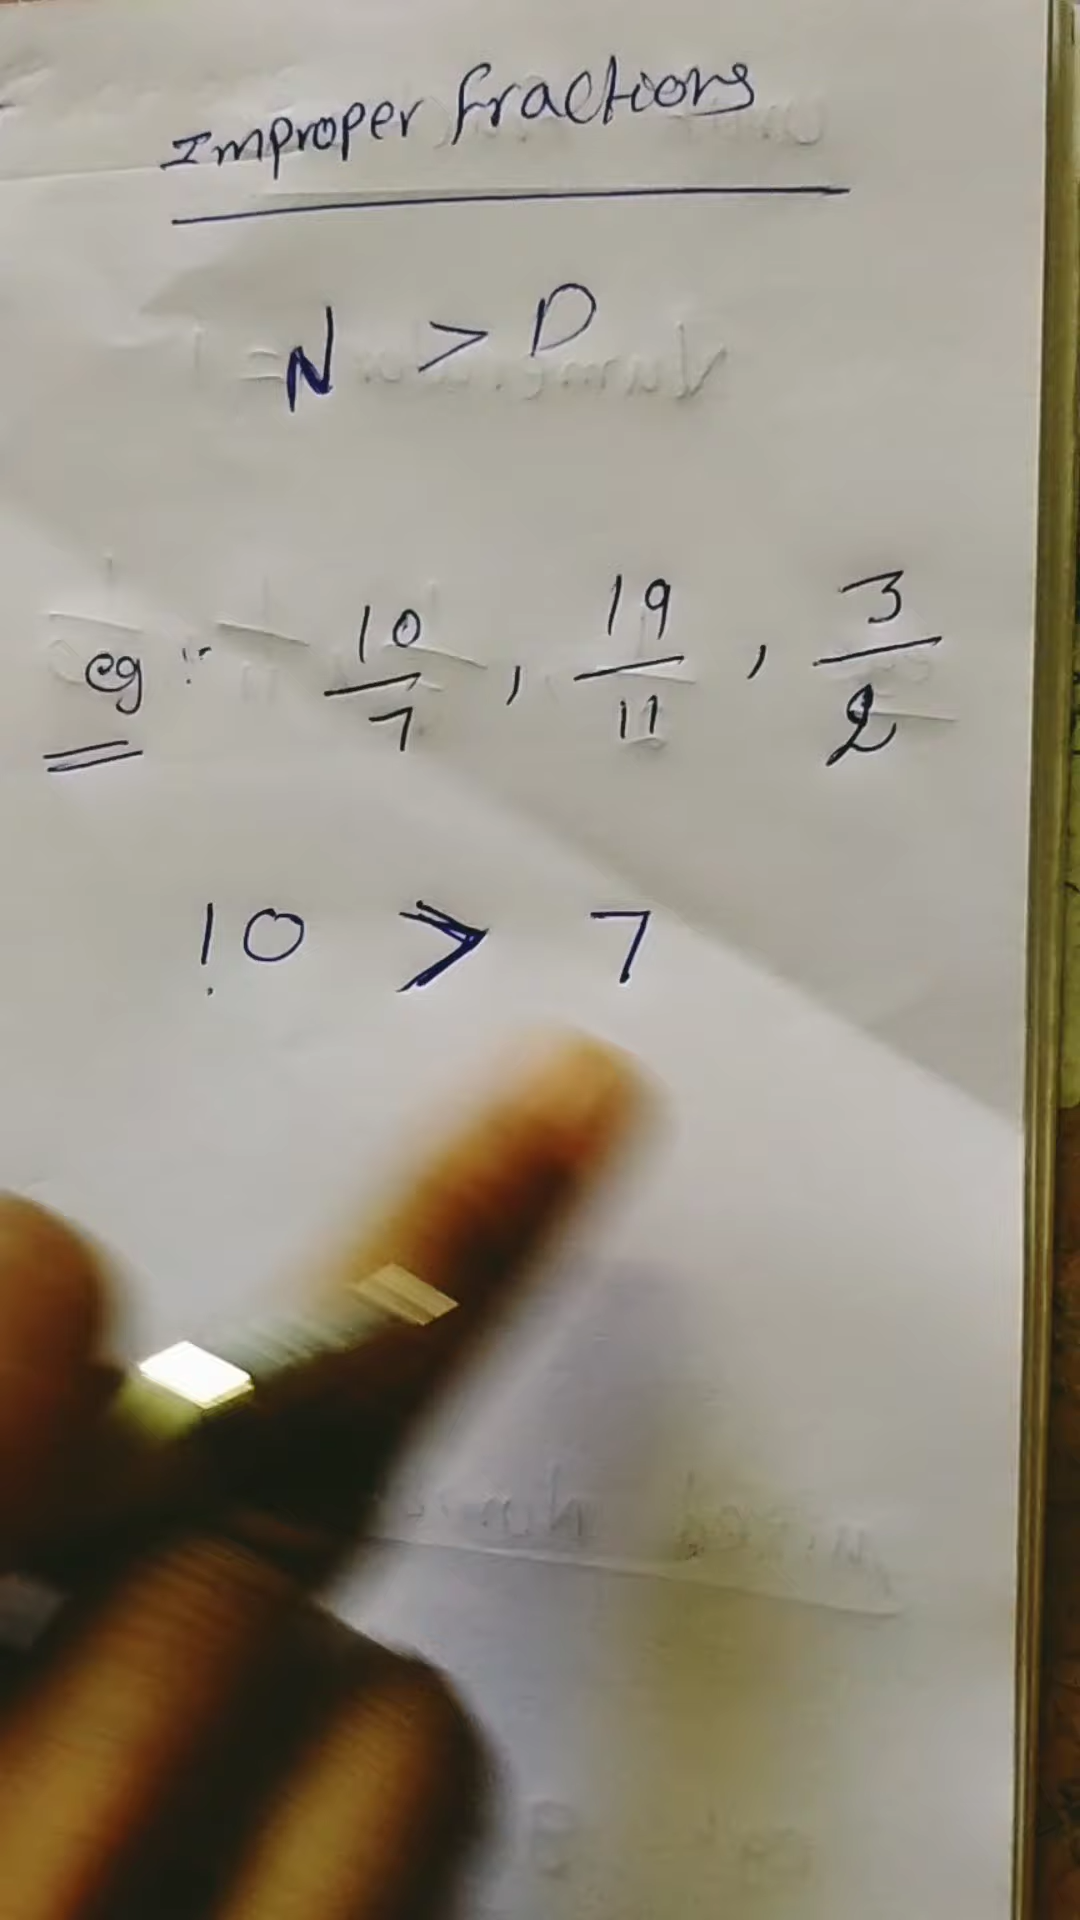 Improper fractions
N > D
eg :- 10/7 , 19/11 , 3/2
10 > 7